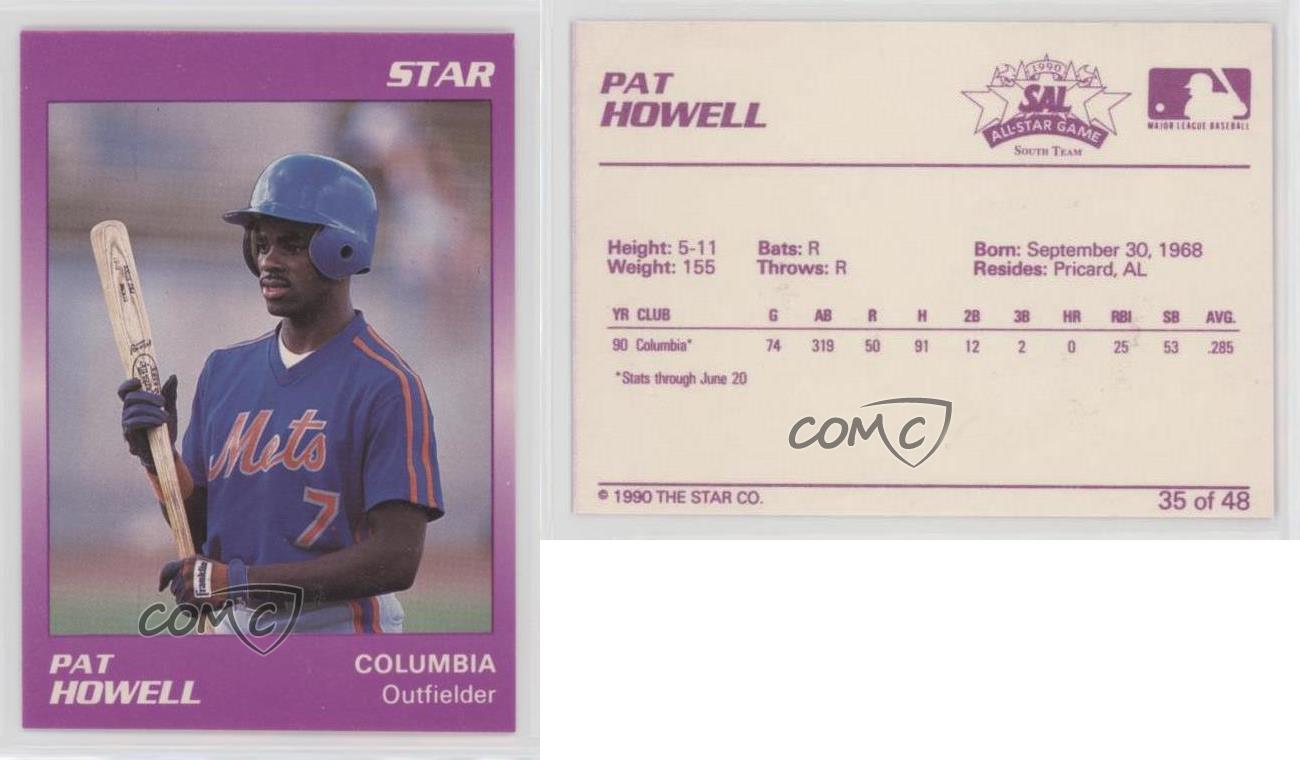 STAR
Mets
7
franklin
COMC
PAT
HOWELL
COLUMBIA
Outfielder
PAT
HOWELL
1990
SAL
ALL-STAR GAME
SOUTH TEAM
MAJOR LEAGUE BASEBALL
Height: 5-11 Bats: R Born: September 30, 1968
Weight: 155 Throws: R Resides: Pricard, AL
YR CLUB G AB R H 2B 3B HR RBI SB AVG.
90 Columbia* 74 319 50 91 12 2 0 25 53 .285
*Stats through June 20
COMC
© 1990 THE STAR CO. 35 of 48